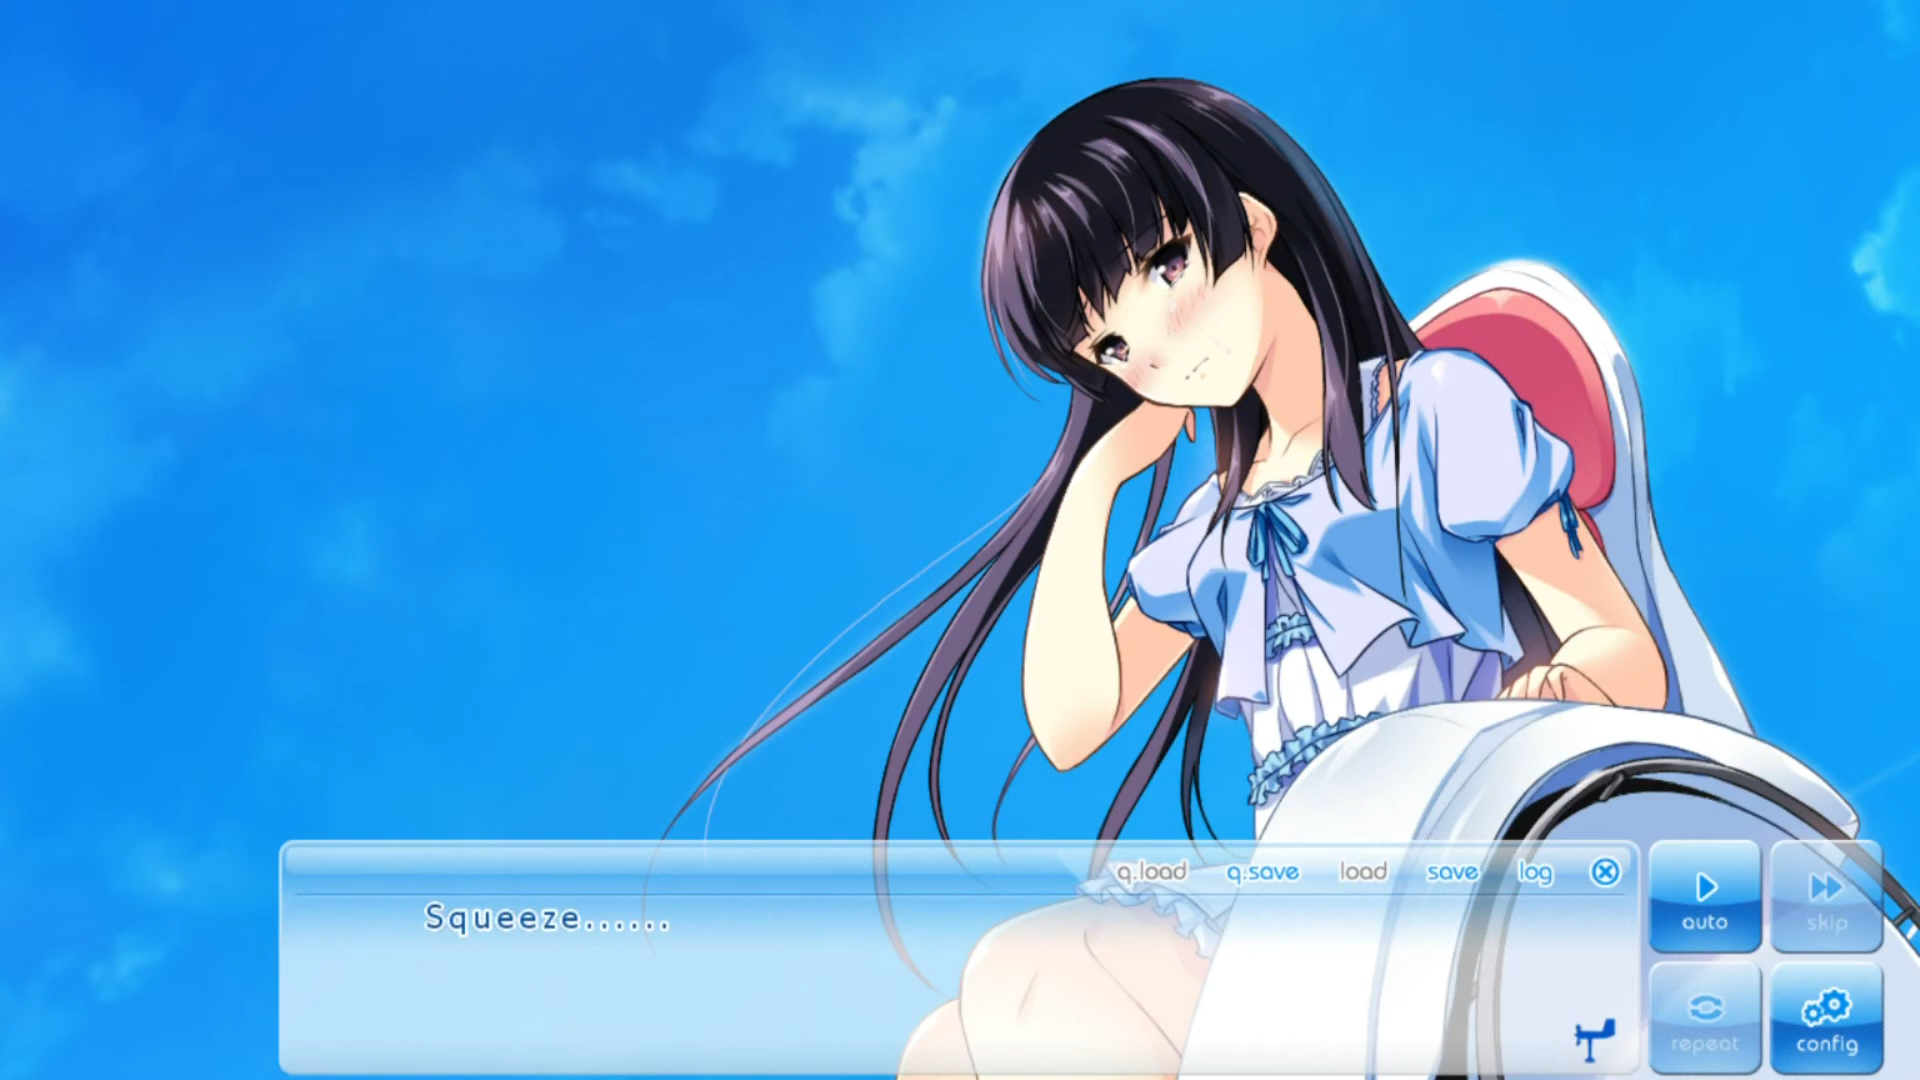 q.load q.save load save log
Squeeze......
auto
skip
repeat
config